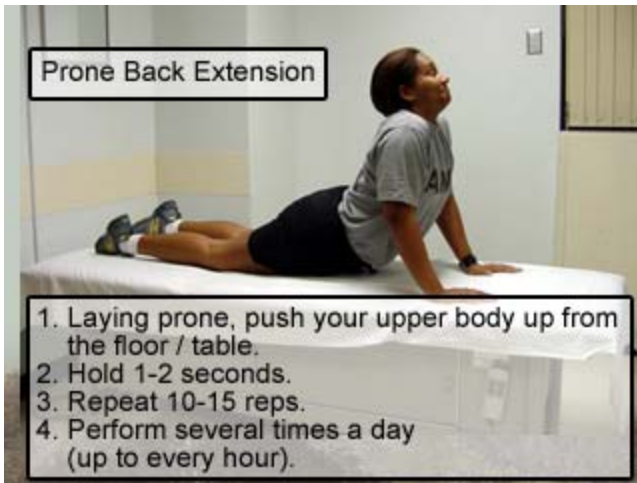 Prone Back Extension
ARM
1. Laying prone, push your upper body up from
the floor / table.
2. Hold 1-2 seconds.
3. Repeat 10-15 reps.
4. Perform several times a day
(up to every hour).